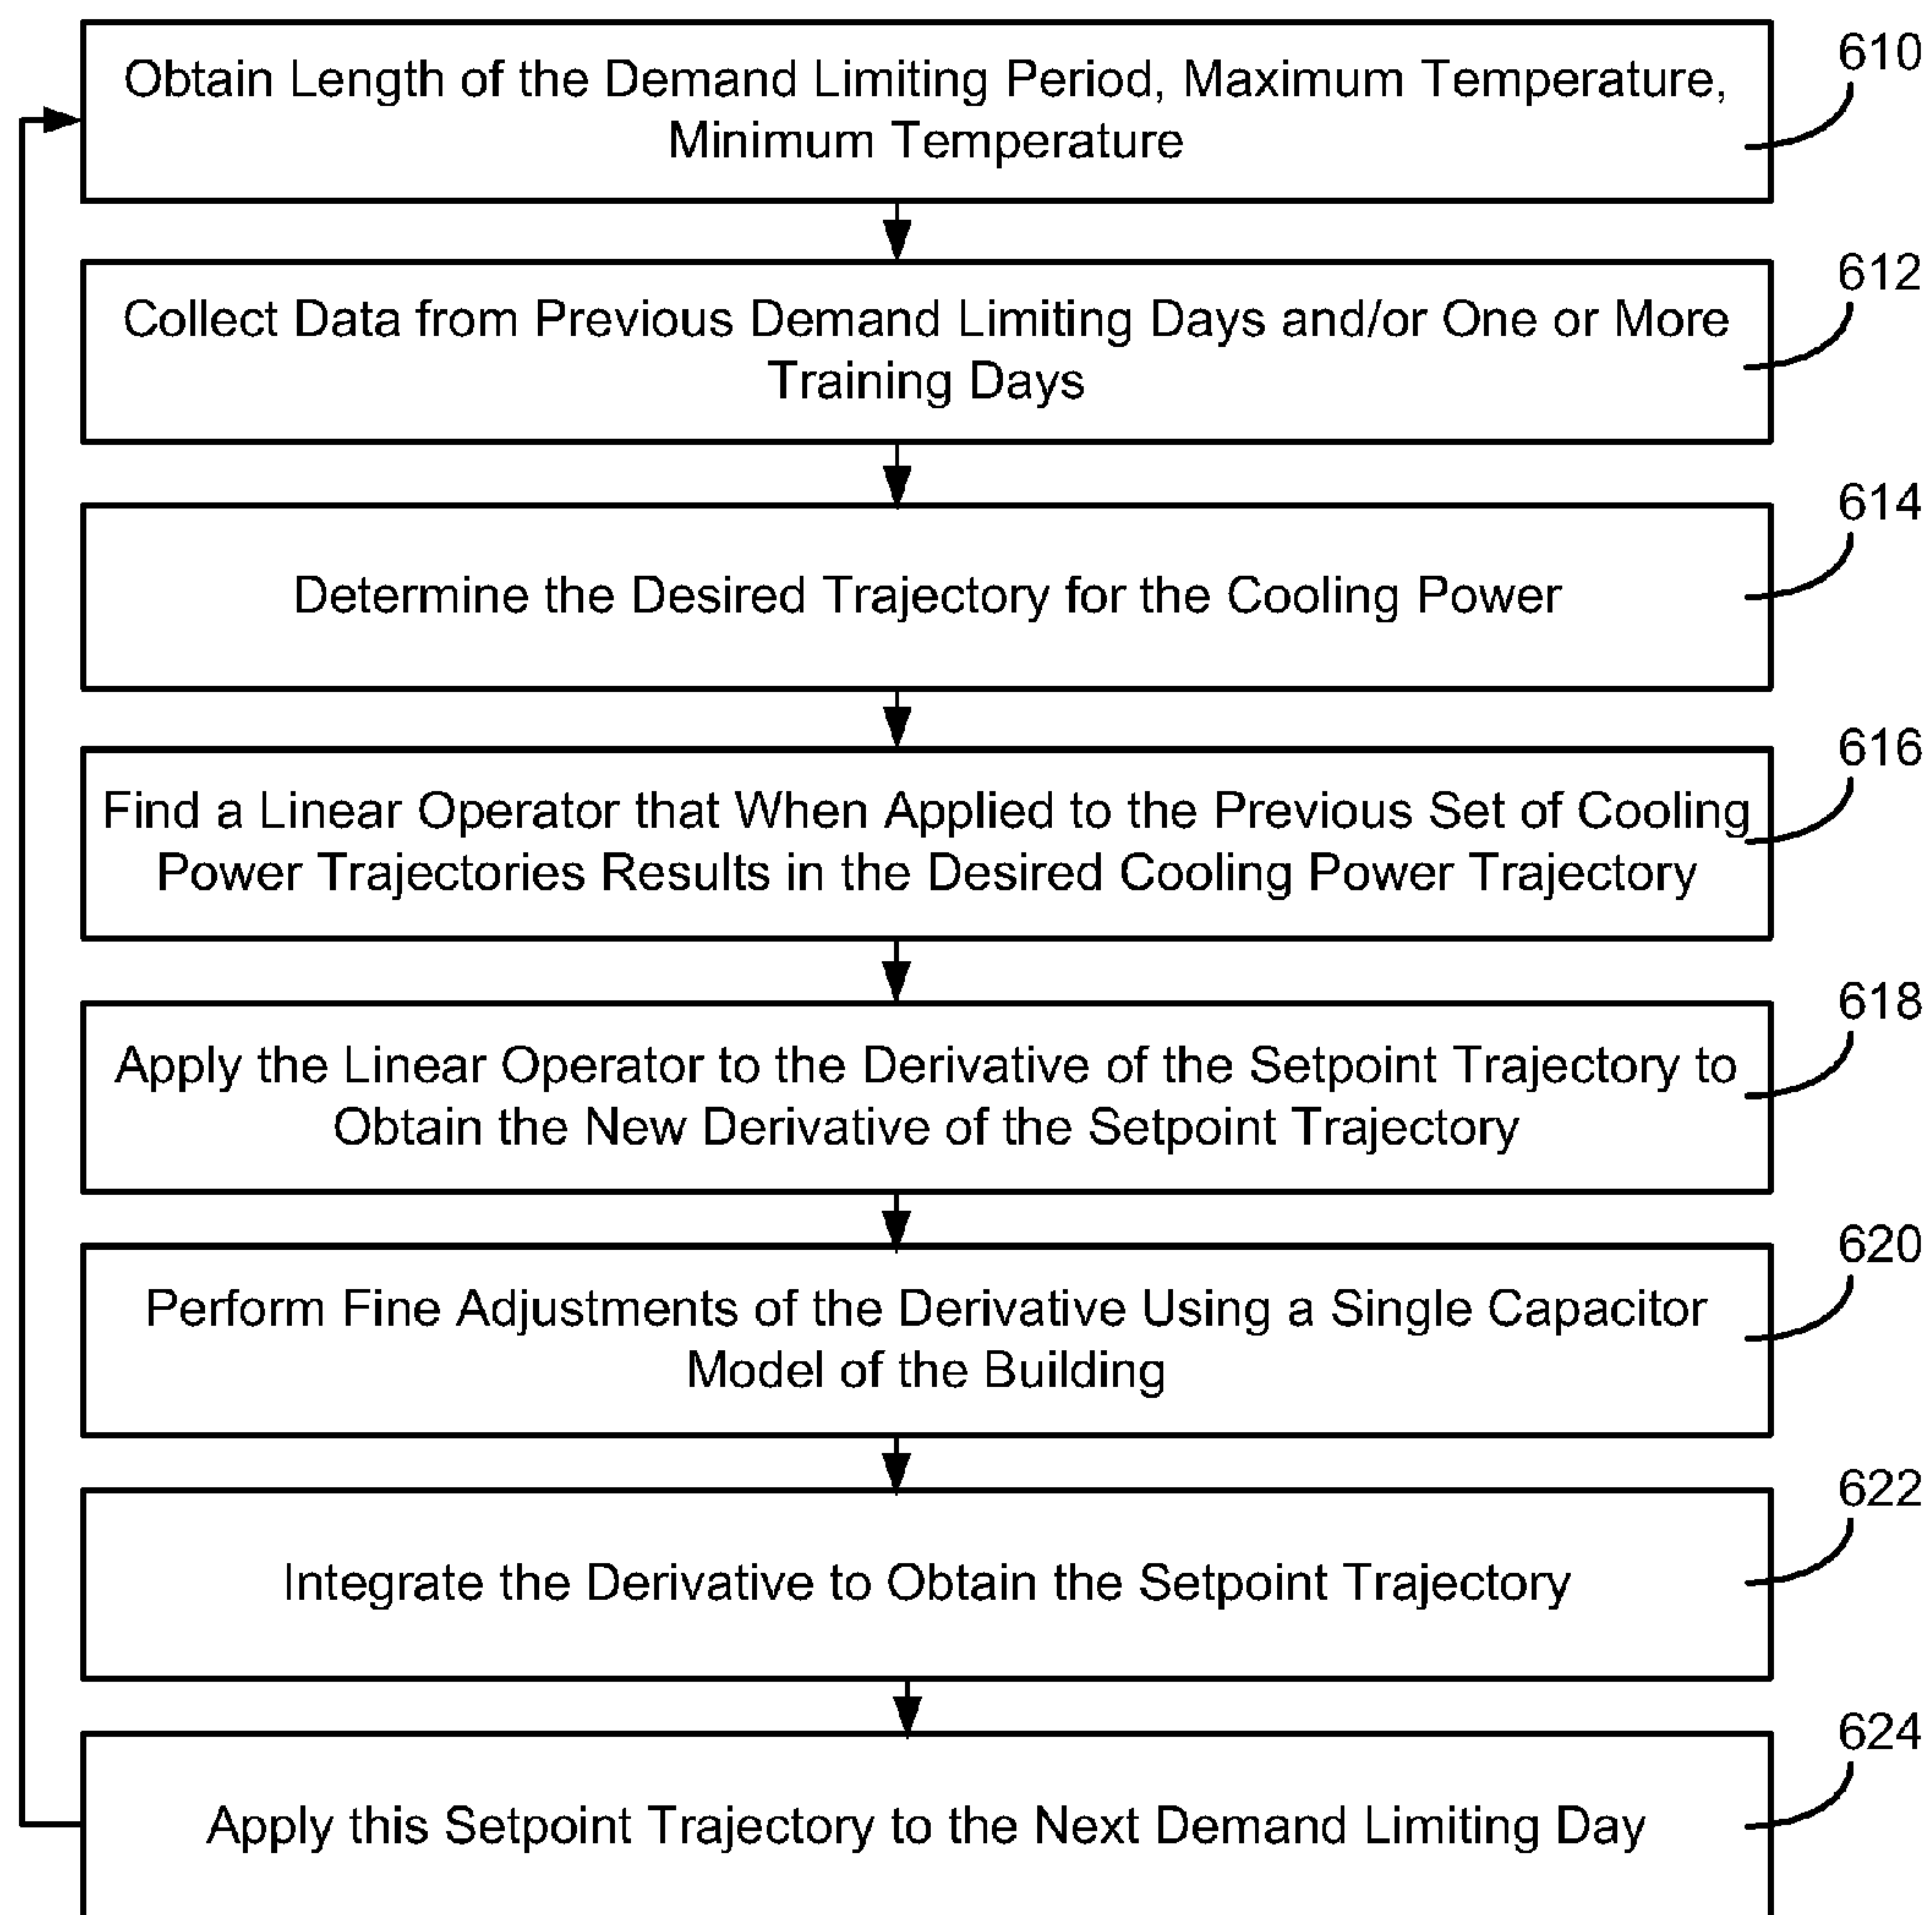 610
Obtain Length of the Demand Limiting Period, Maximum Temperature,
Minimum Temperature
612
Collect Data from Previous Demand Limiting Days and/or One or More
Training Days
614
Determine the Desired Trajectory for the Cooling Power
616
Find a Linear Operator that When Applied to the Previous Set of Cooling
Power Trajectories Results in the Desired Cooling Power Trajectory
618
Apply the Linear Operator to the Derivative of the Setpoint Trajectory to
Obtain the New Derivative of the Setpoint Trajectory
620
Perform Fine Adjustments of the Derivative Using a Single Capacitor
Model of the Building
622
Integrate the Derivative to Obtain the Setpoint Trajectory
624
Apply this Setpoint Trajectory to the Next Demand Limiting Day